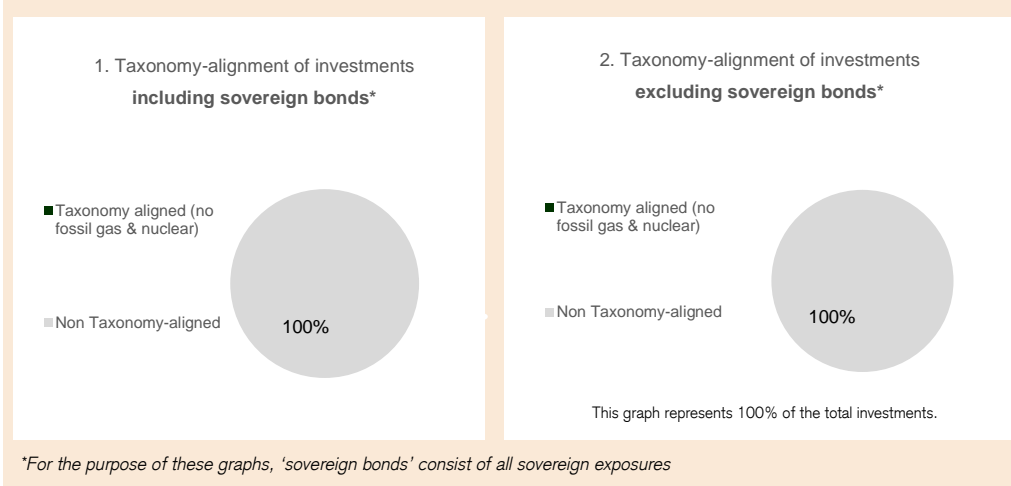 1. Taxonomy-alignment of investments
including sovereign bonds*
Taxonomy aligned (no
fossil gas & nuclear)
Non Taxonomy-aligned
100%
2. Taxonomy-alignment of investments
excluding sovereign bonds*
Taxonomy aligned (no
fossil gas & nuclear)
Non Taxonomy-aligned
100%
This graph represents 100% of the total investments.
*For the purpose of these graphs, ‘sovereign bonds’ consist of all sovereign exposures